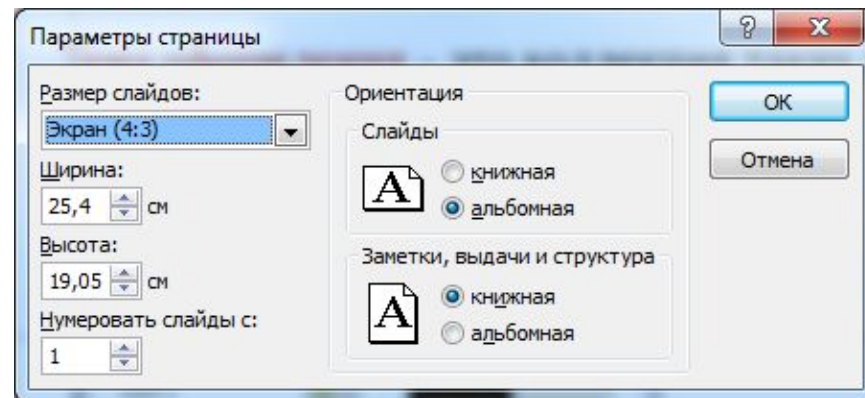 Параметры страницы
?
Размер слайдов:
Экран (4:3)
Ширина:
25,4 см
Высота:
19,05 см
Нумеровать слайды с:
1
Ориентация
Слайды
A
книжная
альбомная
Заметки, выдачи и структура
A
книжная
альбомная
ОК
Отмена